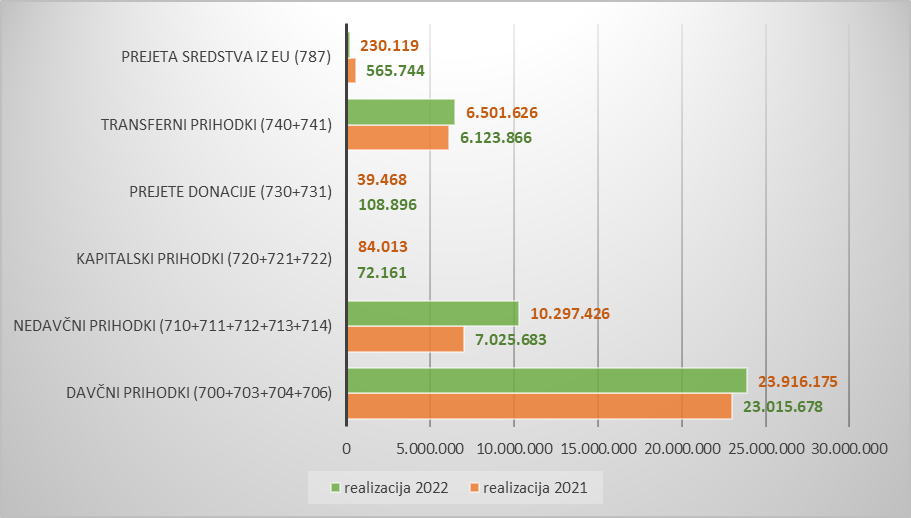 PREJETA SREDSTVA IZ EU (787)
230.119
565.744
TRANSFERNI PRIHODKI (740+741)
6.501.626
6.123.866
PREJETE DONACIJE (730+731)
39.468
108.896
KAPITALSKI PRIHODKI (720+721+722)
84.013
72.161
NEDAVČNI PRIHODKI (710+711+712+713+714)
10.297.426
7.025.683
DAVČNI PRIHODKI (700+703+704+706)
23.916.175
23.015.678
0 5.000.000 10.000.000 15.000.000 20.000.000 25.000.000 30.000.000
realizacija 2022 realizacija 2021